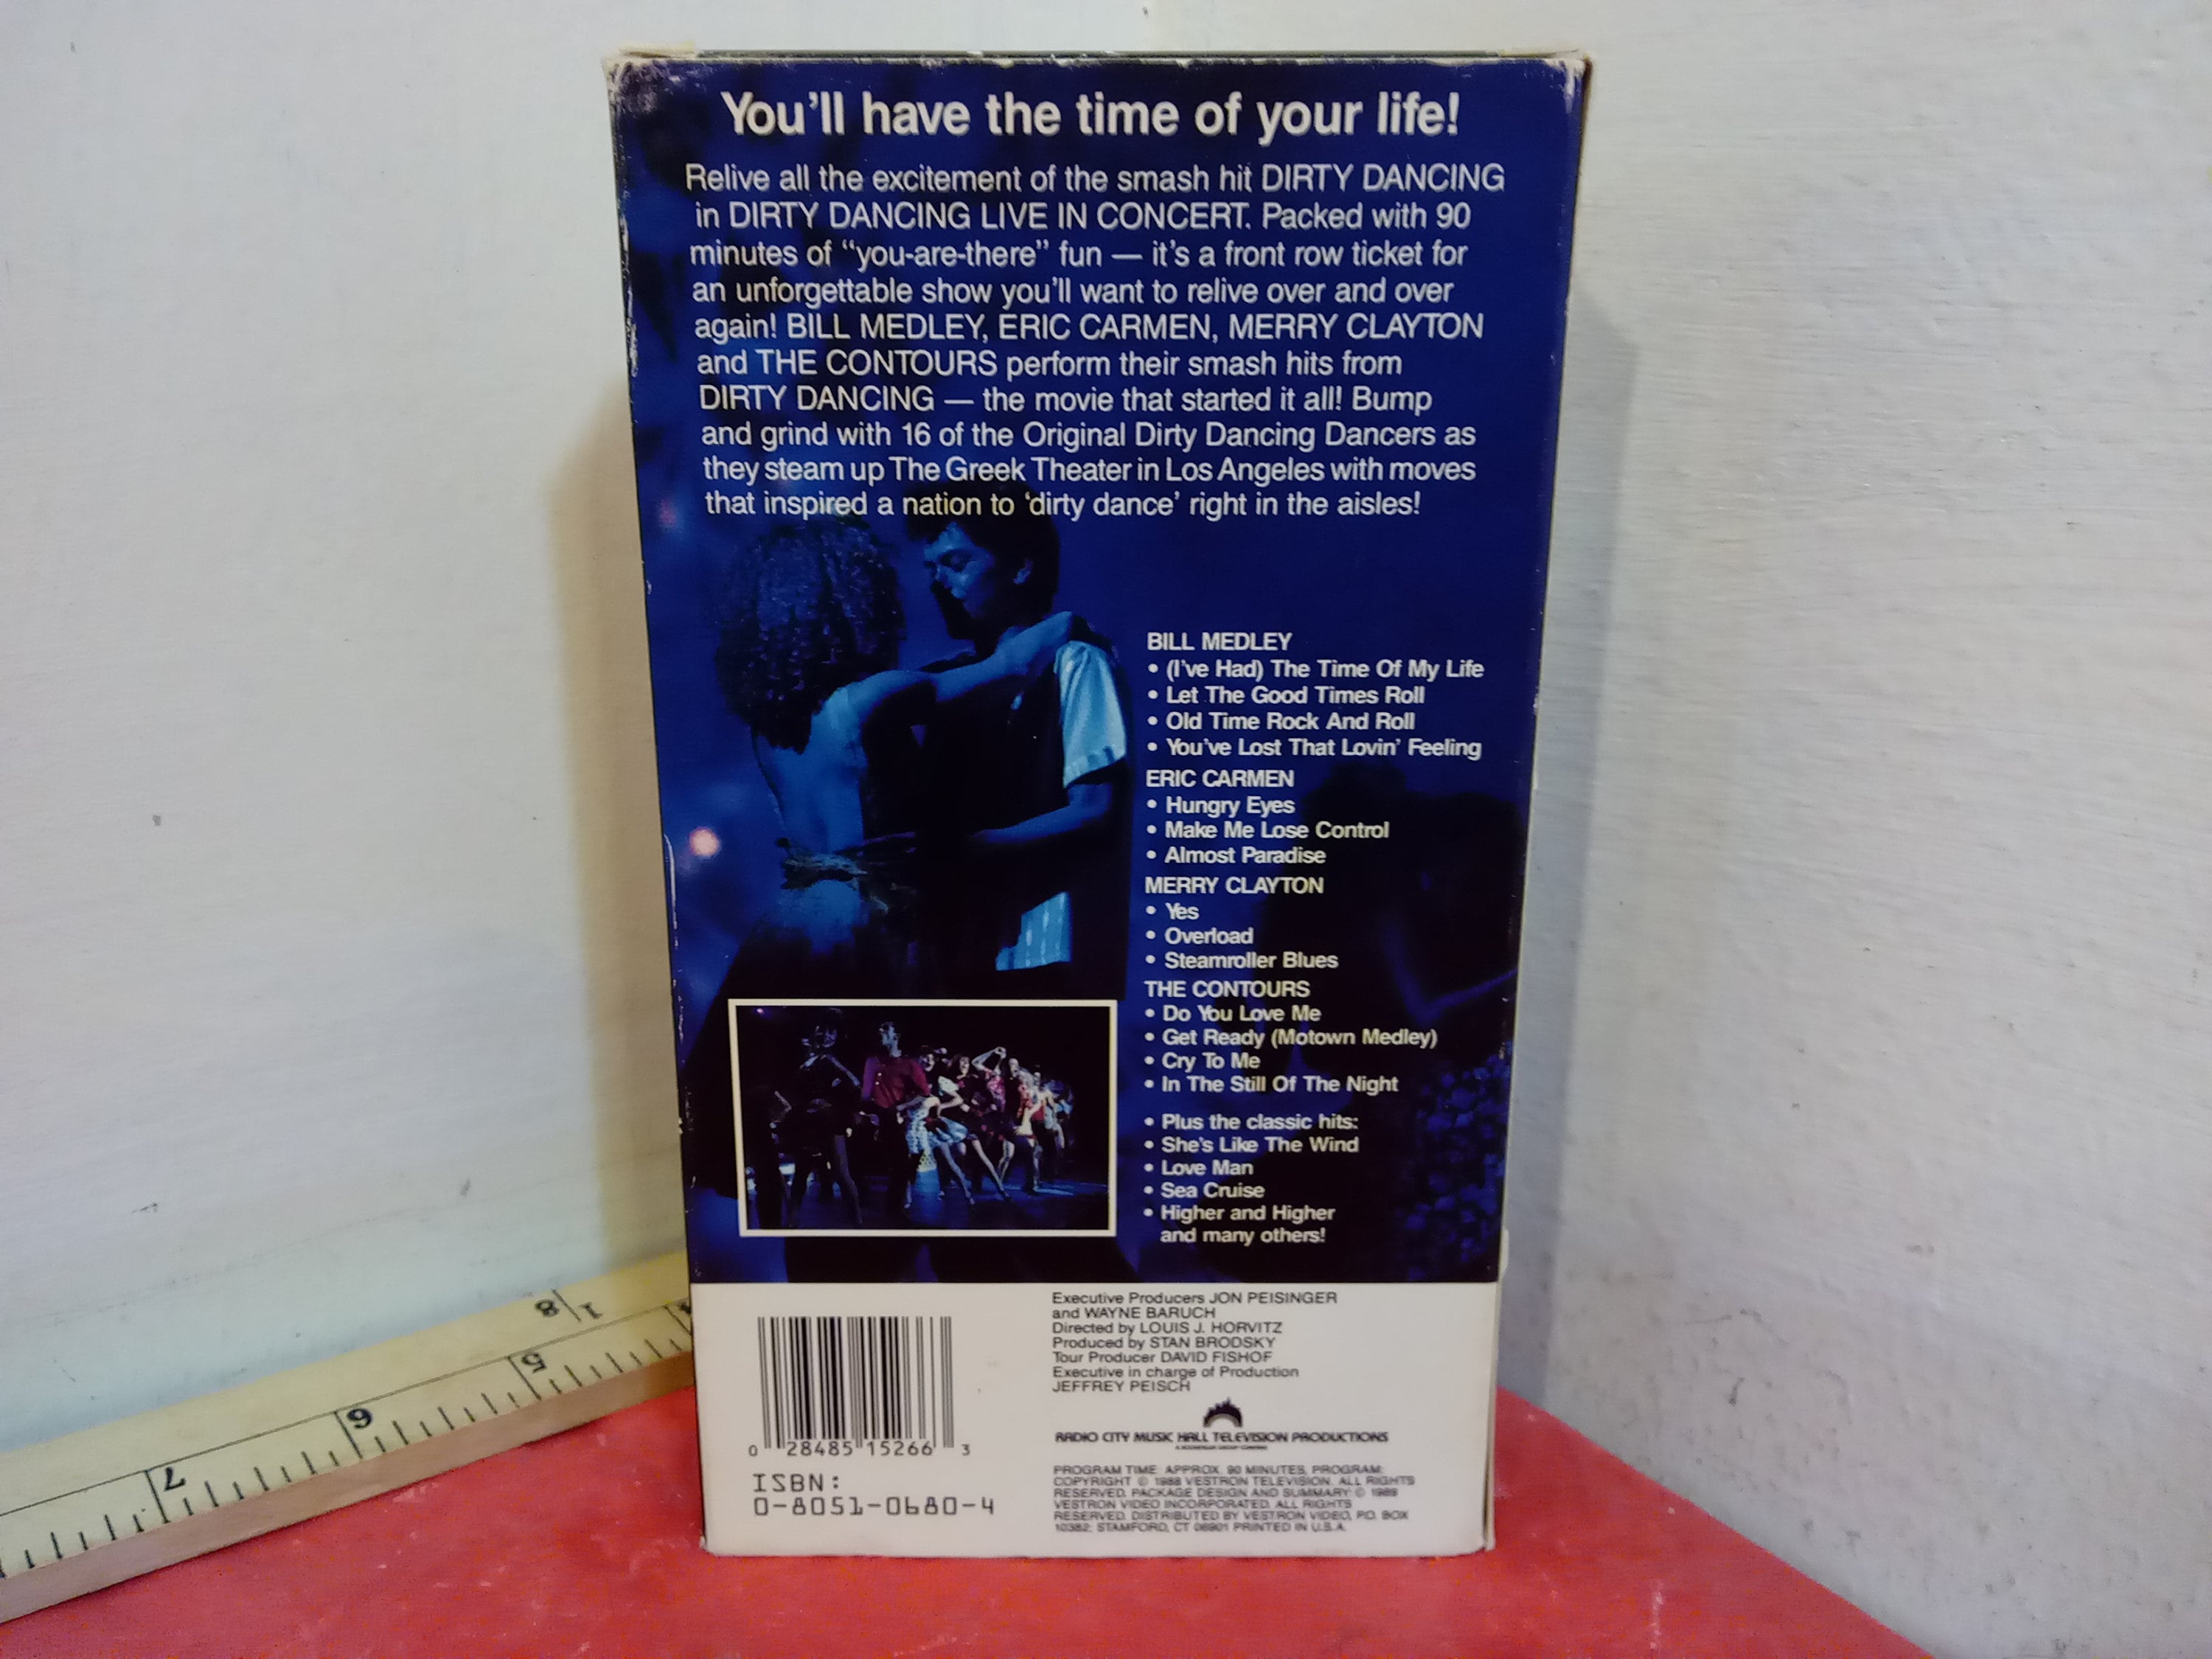 You'll have the time of your life!
Relive all the excitement of the smash hit DIRTY DANCING
in DIRTY DANCING LIVE IN CONCERT. Packed with 90
minutes of “you-are-there” fun — it's a front row ticket for
an unforgettable show you'll want to relive over and over
again! BILL MEDLEY, ERIC CARMEN, MERRY CLAYTON
and THE CONTOURS perform their smash hits from
DIRTY DANCING — the movie that started it all! Bump
and grind with 16 of the Original Dirty Dancing Dancers as
they steam up The Greek Theater in Los Angeles with moves
that inspired a nation to ‘dirty dance’ right in the aisles!
BILL MEDLEY
• (I've Had) The Time Of My Life
• Let The Good Times Roll
• Old Time Rock And Roll
• You've Lost That Lovin' Feeling
ERIC CARMEN
• Hungry Eyes
• Make Me Lose Control
• Almost Paradise
MERRY CLAYTON
• Yes
• Overload
• Steamroller Blues
THE CONTOURS
• Do You Love Me
• Get Ready (Motown Medley)
• Cry To Me
• In The Still Of The Night
• Plus the classic hits:
• She's Like The Wind
• Love Man
• Sea Cruise
• Higher and Higher
and many others!
Executive Producers JON PEISINGER
and WAYNE BARUCH
Directed by LOUIS J. HORVITZ
Produced by STAN BRODSKY
Tour Producer DAVID FISHOF
Executive in charge of Production
JEFFREY PEISCH
RADIO CITY MUSIC HALL TELEVISION PRODUCTIONS
PROGRAM TIME: APPROX. 90 MINUTES, PROGRAM:
COPYRIGHT © 1988 VESTRON TELEVISION. ALL RIGHTS
RESERVED. PACKAGE DESIGN AND SUMMARY: © 1989
VESTRON VIDEO INCORPORATED. ALL RIGHTS
RESERVED. DISTRIBUTED BY VESTRON VIDEO, P.O. BOX
10382, STAMFORD, CT 06901 PRINTED IN U.S.A.
0 28485 15266 3
ISBN:
0-8051-0680-4
8 1
5
6
7